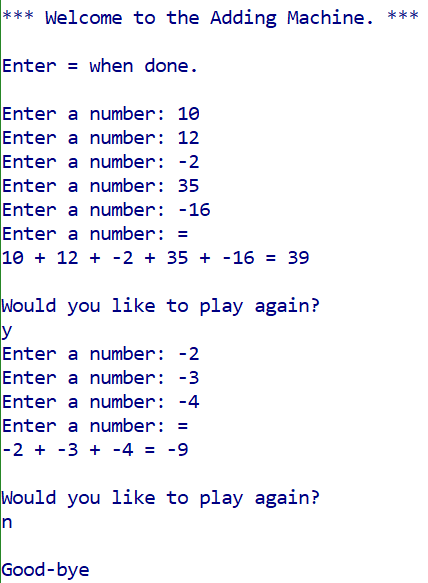 *** Welcome to the Adding Machine. ***
Enter = when done.
Enter a number: 10
Enter a number: 12
Enter a number: -2
Enter a number: 35
Enter a number: -16
Enter a number: =
10 + 12 + -2 + 35 + -16 = 39
Would you like to play again?
y
Enter a number: -2
Enter a number: -3
Enter a number: -4
Enter a number: =
-2 + -3 + -4 = -9
Would you like to play again?
n
Good-bye